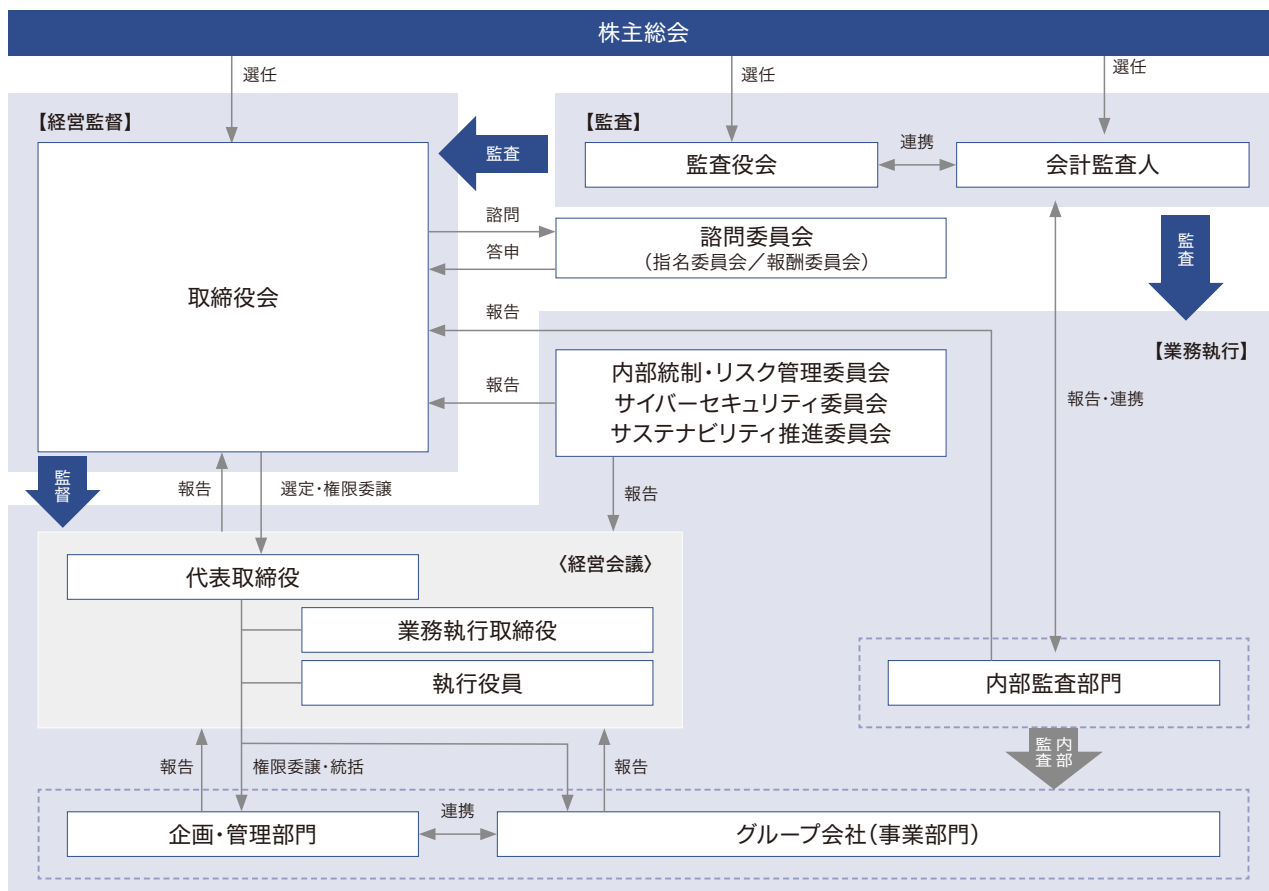 株主総会
選任
選任
選任
【経営監督】
【監査】
監査
監査役会
連携
会計監査人
取締役会
諮問
答申
諮問委員会
（指名委員会／報酬委員会）
監査
報告
【業務執行】
報告
内部統制・リスク管理委員会
サイバーセキュリティ委員会
サステナビリティ推進委員会
報告・連携
監督
報告
選定・権限委譲
報告
〈経営会議〉
代表取締役
業務執行取締役
執行役員
内部監査部門
報告
権限委譲・統括
報告
内部
監査
企画・管理部門
連携
グループ会社（事業部門）